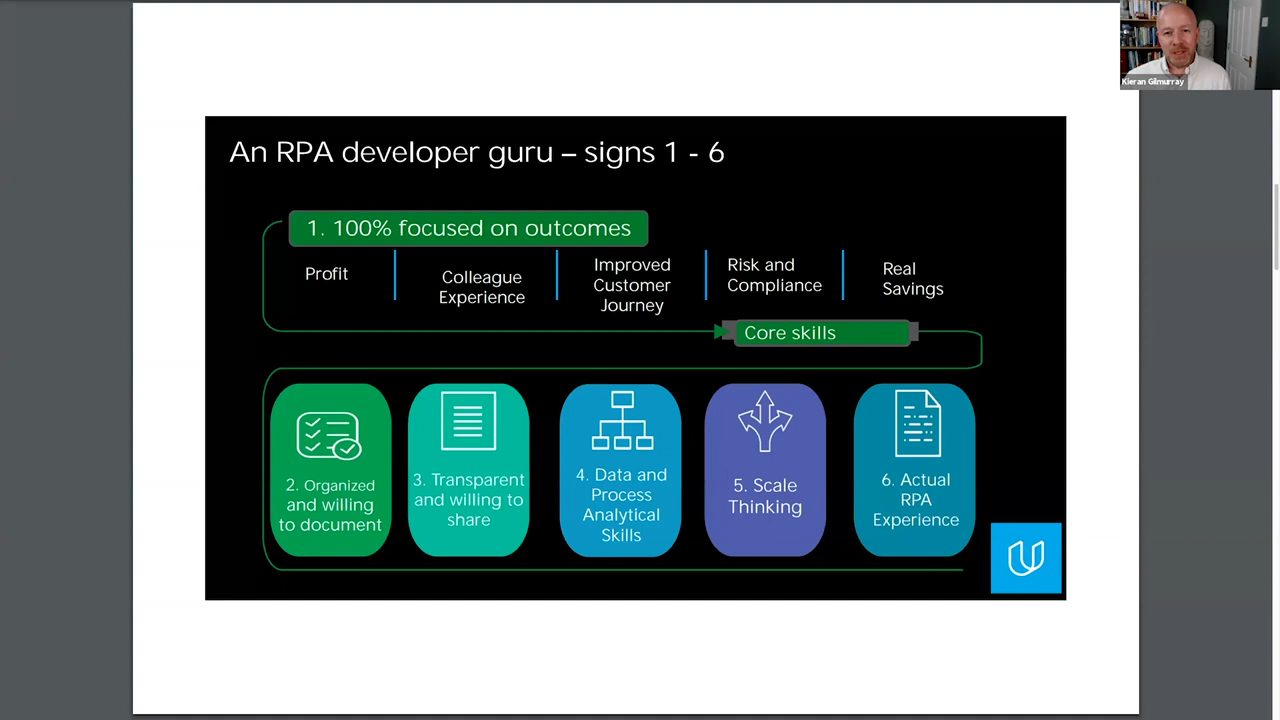 Kieran Gilmurray
An RPA developer guru – signs 1 - 6
1. 100% focused on outcomes
Profit
Colleague
Experience
Improved
Customer
Journey
Risk and
Compliance
Real
Savings
Core skills
2. Organized
and willing
to document
3. Transparent
and willing to
share
4. Data and
Process
Analytical
Skills
5. Scale
Thinking
6. Actual
RPA
Experience